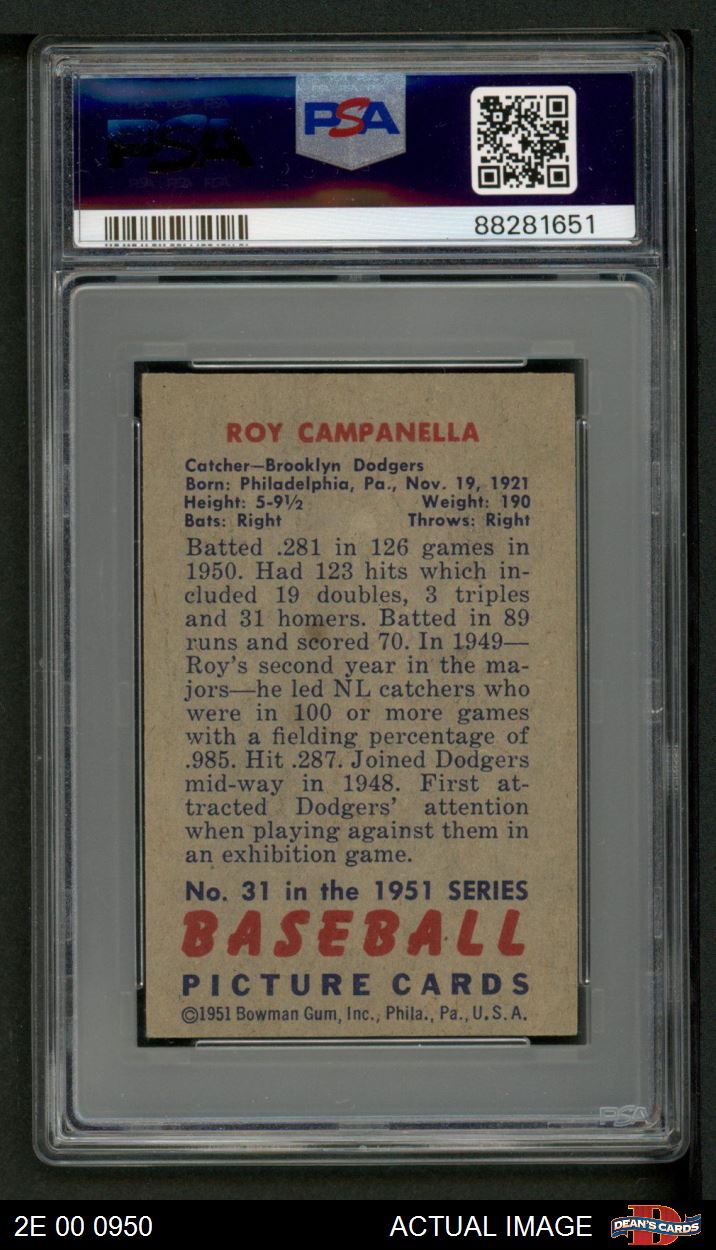 PSA
PSA
88281651
ROY CAMPANELLA
Catcher—Brooklyn Dodgers
Born: Philadelphia, Pa., Nov. 19, 1921
Height: 5-9½ Weight: 190
Bats: Right Throws: Right
Batted .281 in 126 games in
1950. Had 123 hits which in-
cluded 19 doubles, 3 triples
and 31 homers. Batted in 89
runs and scored 70. In 1949—
Roy's second year in the ma-
jors—he led NL catchers who
were in 100 or more games
with a fielding percentage of
.985. Hit .287. Joined Dodgers
mid-way in 1948. First at-
tracted Dodgers' attention
when playing against them in
an exhibition game.
No. 31 in the 1951 SERIES
BASEBALL
PICTURE CARDS
©1951 Bowman Gum, Inc., Phila., Pa., U.S.A.
PSA
2E 00 0950 ACTUAL IMAGE DEAN'S CARDS